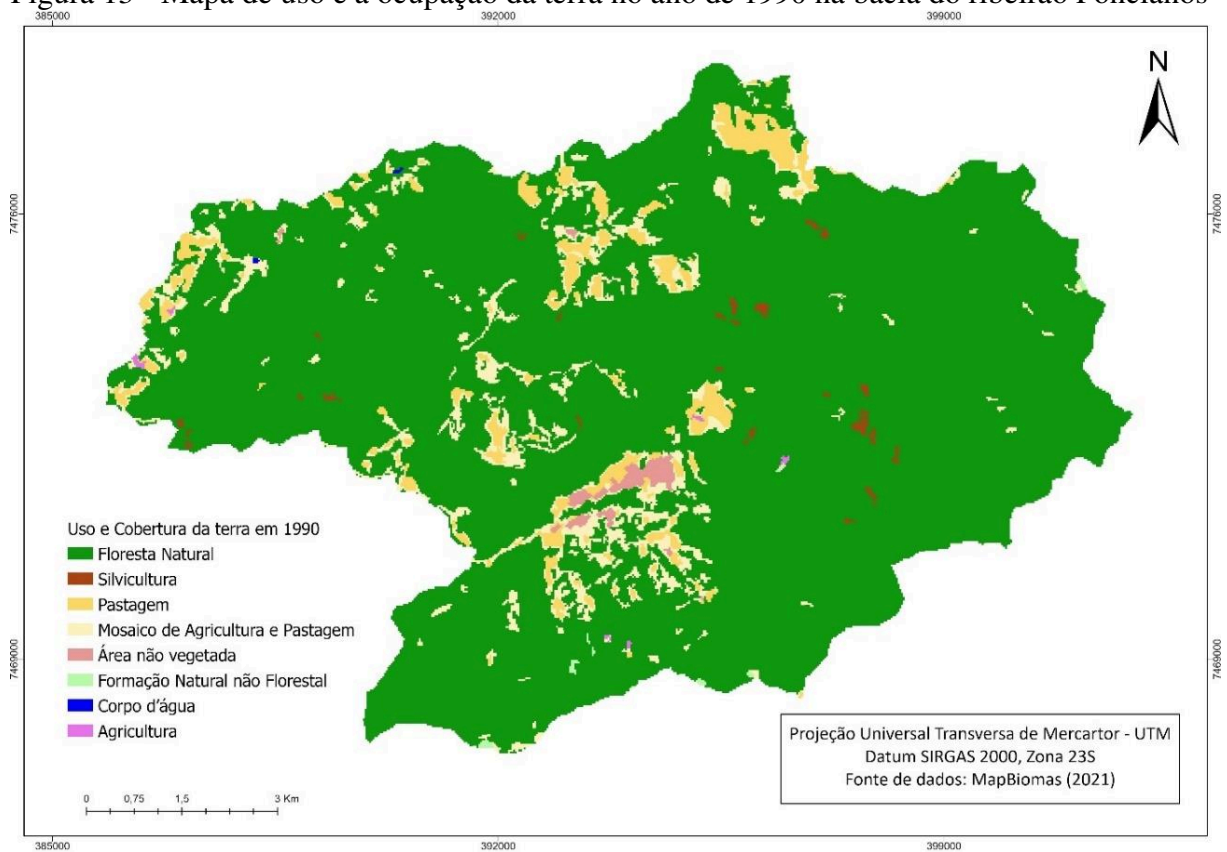 Figura 13 - Mapa de uso e a ocupação da terra no ano de 1990 na bacia do ribeirão Poncianos
385000
392000
399000
N
7476000
7476000
Uso e Cobertura da terra em 1990
Floresta Natural
Silvicultura
Pastagem
Mosaico de Agricultura e Pastagem
Área não vegetada
Formação Natural não Florestal
Corpo d'água
Agricultura
7469000
7469000
Projeção Universal Transversa de Mercartor - UTM
Datum SIRGAS 2000, Zona 23S
Fonte de dados: MapBiomas (2021)
0 0,75 1,5 3 Km
385000
392000
399000